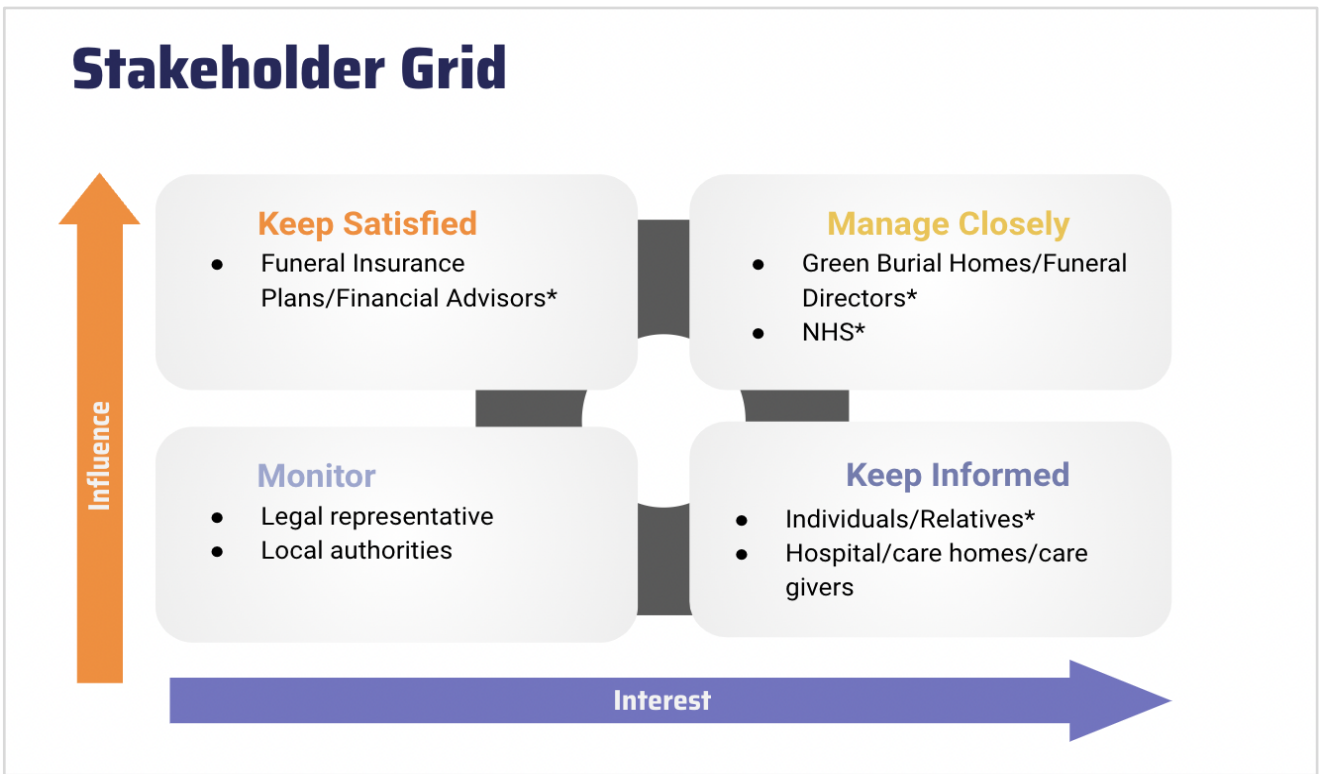 Stakeholder Grid
Keep Satisfied
● Funeral Insurance
Plans/Financial Advisors*
Manage Closely
● Green Burial Homes/Funeral
Directors*
● NHS*
Influence
Monitor
● Legal representative
● Local authorities
Keep Informed
● Individuals/Relatives*
● Hospital/care homes/care
givers
Interest